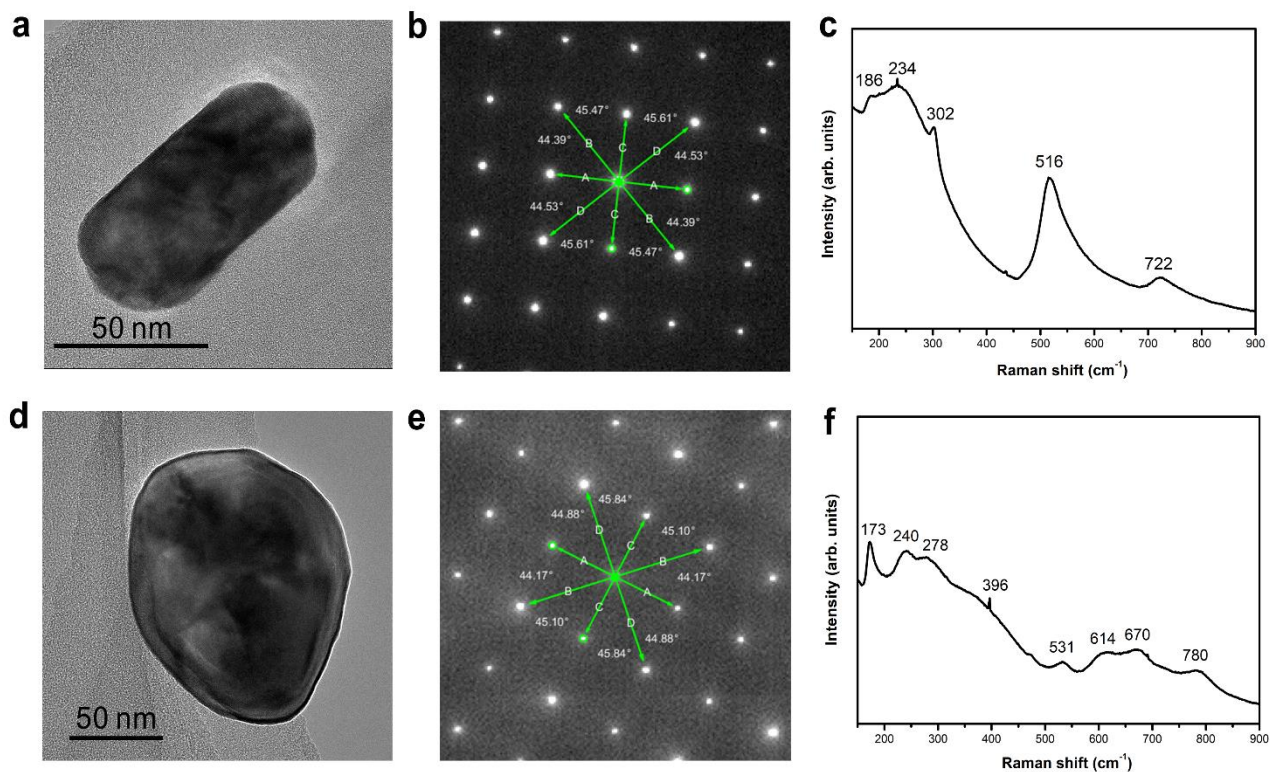 a
50 nm
b
45.47°
45.61°
44.39°
B
C
D
44.53°
A
A
44.53°
D
C
B
44.39°
45.61°
45.47°
c
Intensity (arb. units)
186
234
302
516
722
200 300 400 500 600 700 800 900
Raman shift (cm⁻¹)
d
50 nm
e
45.84°
44.88°
D
C
45.10°
A
B
44.17°
44.17°
B
A
C
D
45.10°
44.88°
45.84°
f
Intensity (arb. units)
173
240
278
396
531
614
670
780
200 300 400 500 600 700 800 900
Raman shift (cm⁻¹)